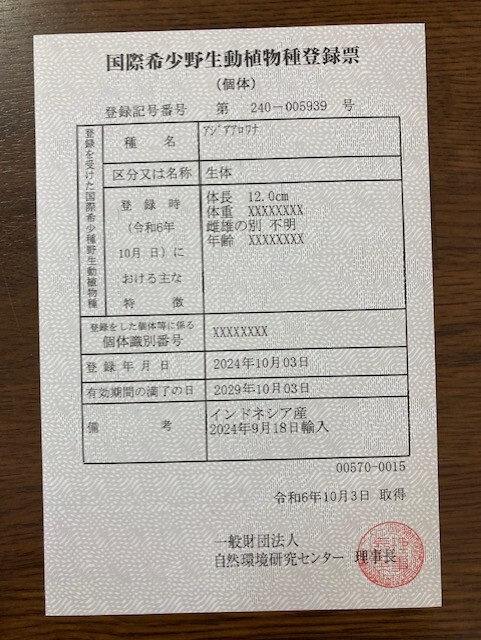 国際希少野生動植物種登録票
（個体）
登録記号番号 第 240-005939 号
登録を受けた国際希少種野生動植物種
種名 ｱｼﾞｱｱﾛﾜﾅ
区分又は名称 生体
登録時
（令和6年
10月 日）に
おける主な
特徴
体長 12.0cm
体重 XXXXXXXX
雌雄の別 不明
年齢 XXXXXXXX
登録をした個体等に係る
個体識別番号 XXXXXXXX
登録年月日 2024年10月03日
有効期間の満了の日 2029年10月03日
備考 インドネシア産
2024年9月18日輸入
00570-0015
令和6年10月3日 取得
一般財団法人
自然環境研究センター 理事長